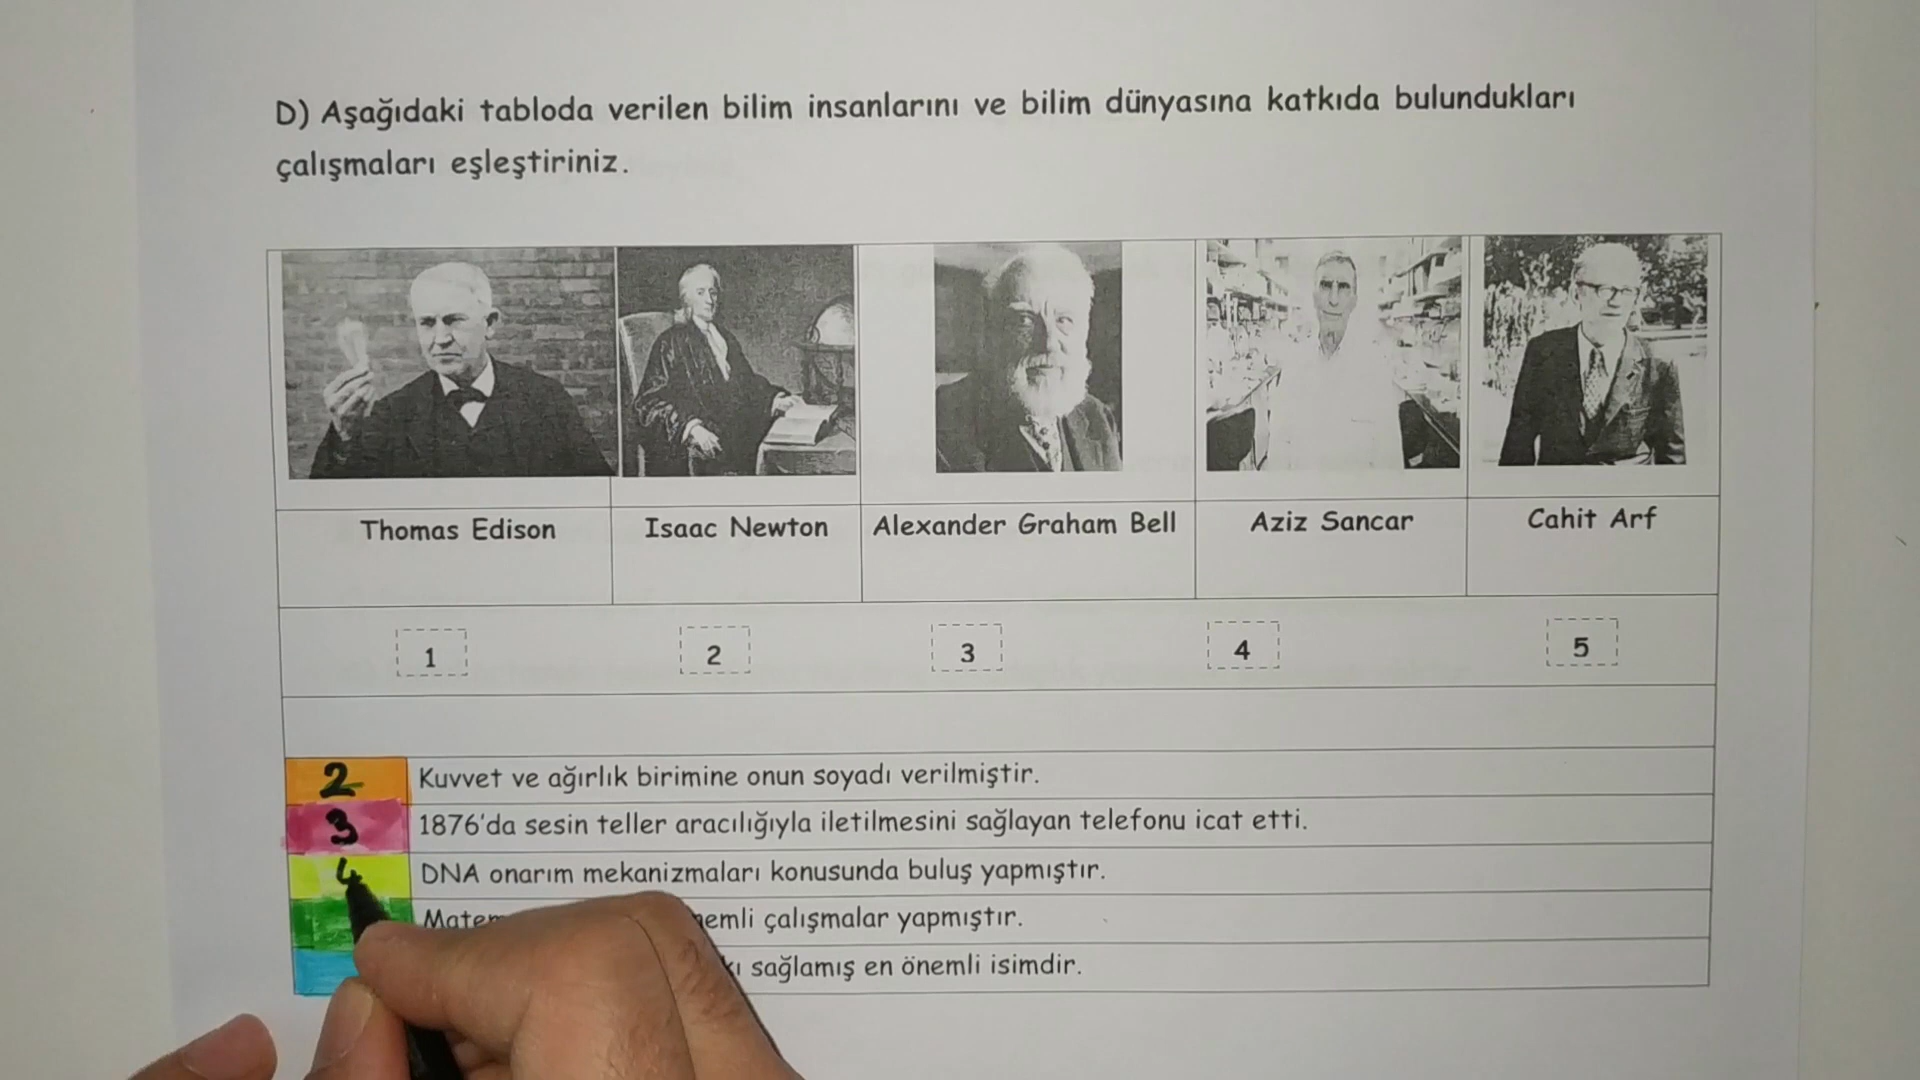 D) Aşağıdaki tabloda verilen bilim insanlarını ve bilim dünyasına katkıda bulundukları
çalışmaları eşleştiriniz.
Thomas Edison Isaac Newton Alexander Graham Bell Aziz Sancar Cahit Arf
1 2 3 4 5
2 Kuvvet ve ağırlık birimine onun soyadı verilmiştir.
3 1876'da sesin teller aracılığıyla iletilmesini sağlayan telefonu icat etti.
4 DNA onarım mekanizmaları konusunda buluş yapmıştır.
çalışmalar yapmıştır.
sağlamış en önemli isimdir.